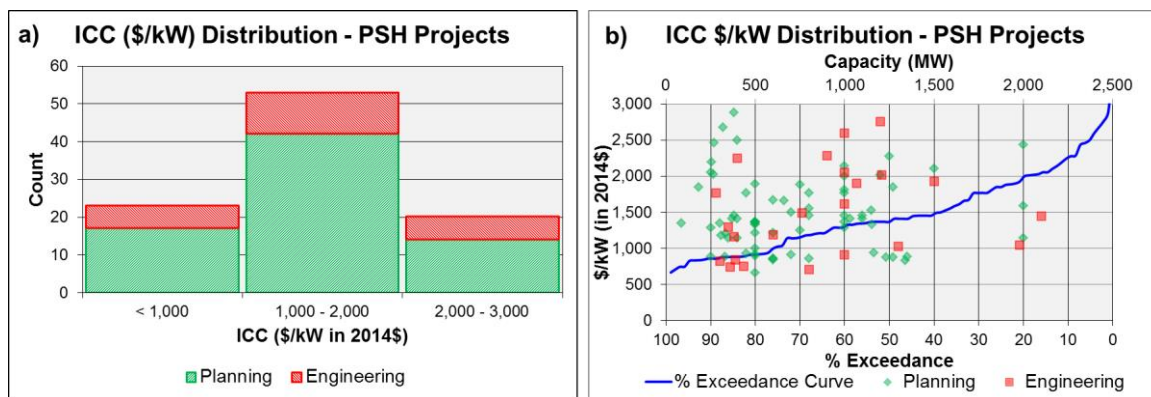 a) ICC ($/kW) Distribution - PSH Projects
60
50
40
30
20
10
0
Count
< 1,000 1,000 - 2,000 2,000 - 3,000
ICC ($/kW in 2014$)
Planning Engineering
b) ICC $/kW Distribution - PSH Projects
Capacity (MW)
0 500 1,000 1,500 2,000 2,500
3,000
2,500
2,000
1,500
1,000
500
0
$/kW (in 2014$)
100 90 80 70 60 50 40 30 20 10 0
% Exceedance
% Exceedance Curve Planning Engineering